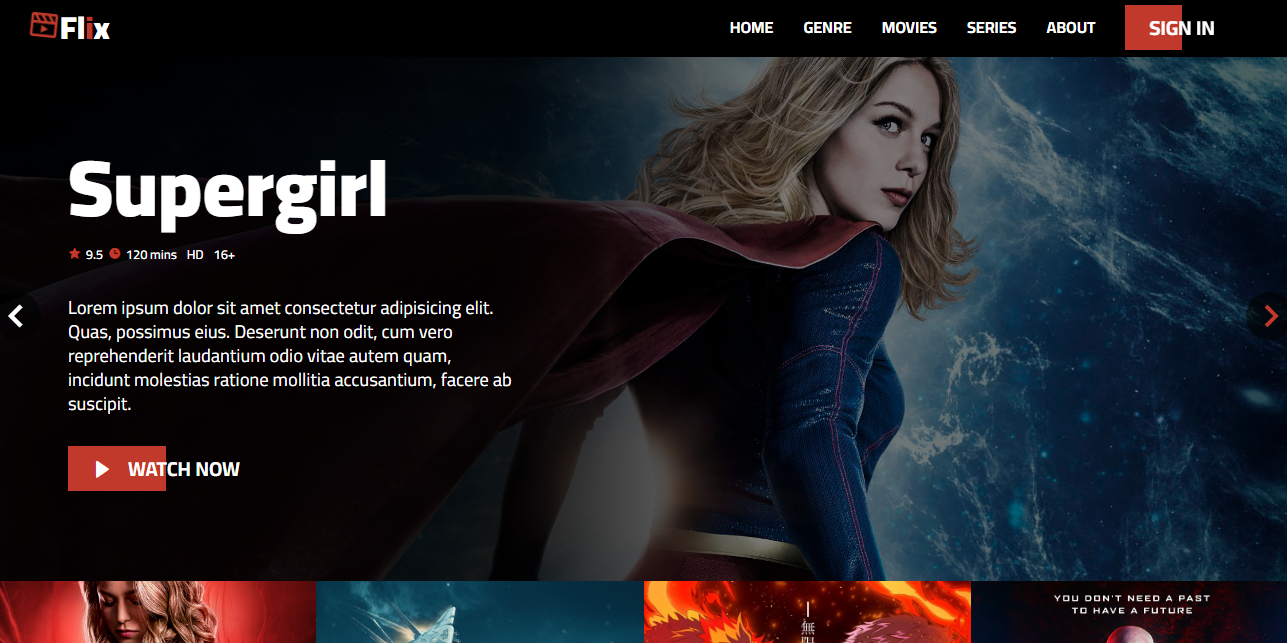 Flix
HOME GENRE MOVIES SERIES ABOUT SIGN IN
Supergirl
9.5 120 mins HD 16+
Lorem ipsum dolor sit amet consectetur adipisicing elit.
Quas, possimus eius. Deserunt non odit, cum vero
reprehenderit laudantium odio vitae autem quam,
incidunt molestias ratione mollitia accusantium, facere ab
suscipit.
WATCH NOW
YOU DON'T NEED A PAST
TO HAVE A FUTURE